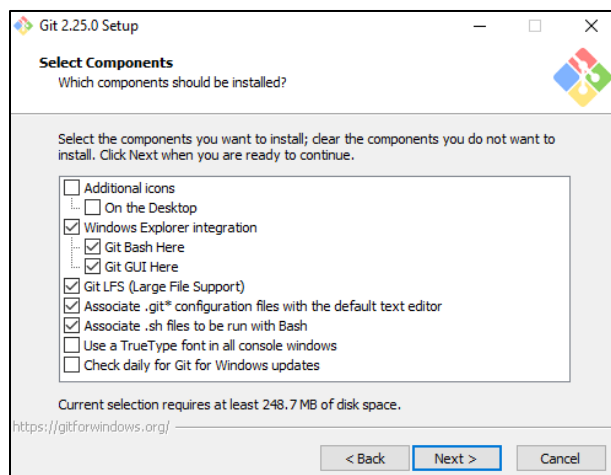 Git 2.25.0 Setup
Select Components
Which components should be installed?
Select the components you want to install; clear the components you do not want to
install. Click Next when you are ready to continue.
Additional icons
On the Desktop
Windows Explorer integration
Git Bash Here
Git GUI Here
Git LFS (Large File Support)
Associate .git* configuration files with the default text editor
Associate .sh files to be run with Bash
Use a TrueType font in all console windows
Check daily for Git for Windows updates
Current selection requires at least 248.7 MB of disk space.
https://gitforwindows.org/
< Back Next > Cancel